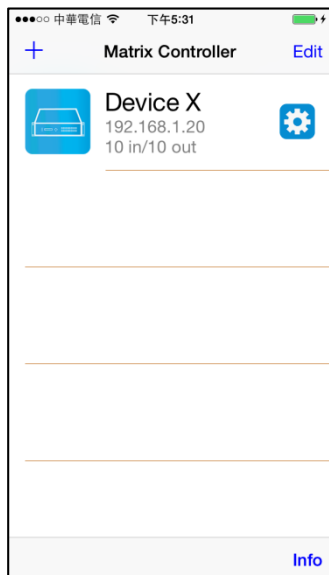 中華電信 下午5:31
+ Matrix Controller Edit
Device X
192.168.1.20
10 in/10 out
Info